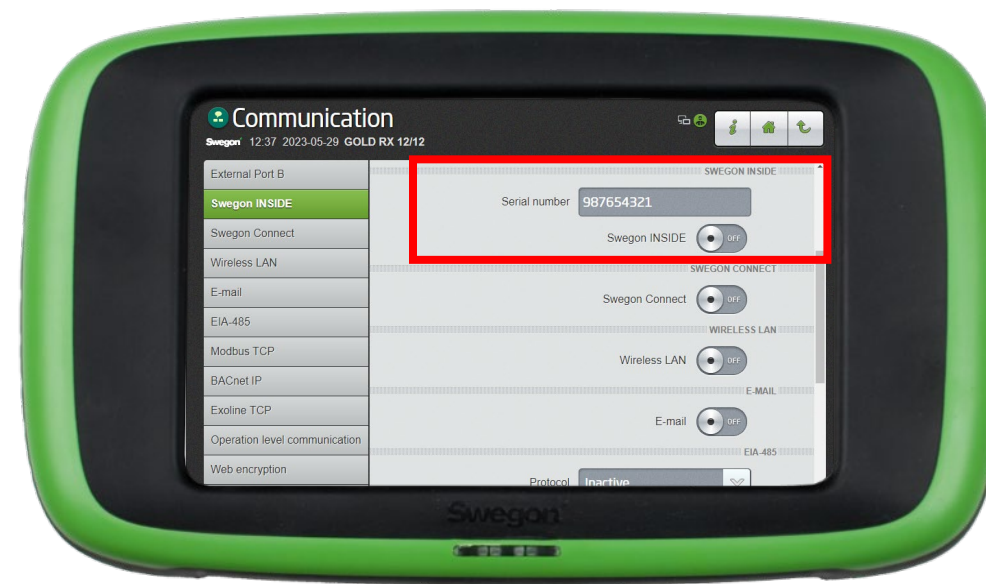 Communication
Swegon 12:37 2023-05-29 GOLD RX 12/12
External Port B
Swegon INSIDE
Swegon Connect
Wireless LAN
E-mail
EIA-485
Modbus TCP
BACnet IP
Exoline TCP
Operation level communication
Web encryption
SWEGON INSIDE
Serial number 987654321
Swegon INSIDE OFF
SWEGON CONNECT
Swegon Connect OFF
WIRELESS LAN
Wireless LAN OFF
E-MAIL
E-mail OFF
EIA-485
Protocol Inactive
Swegon